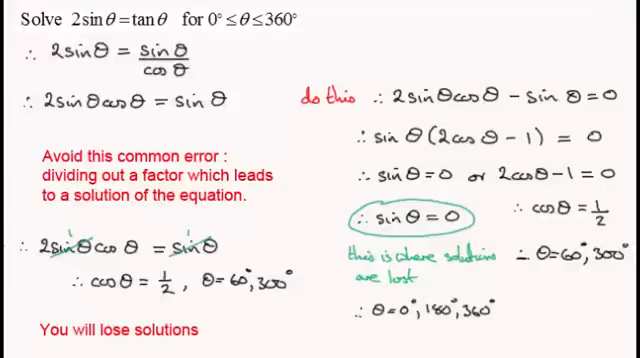 Solve 2sinθ = tanθ for 0° ≤ θ ≤ 360°
∴ 2sinθ = sinθ/cosθ
∴ 2sinθcosθ = sinθ
Avoid this common error :
dividing out a factor which leads
to a solution of the equation.
∴ 2sinθcosθ = sinθ
1 1
∴ cosθ = 1/2 , θ = 60°, 300°
You will lose solutions
do this ∴ 2sinθcosθ - sinθ = 0
∴ sinθ(2cosθ - 1) = 0
∴ sinθ = 0 or 2cosθ - 1 = 0
∴ sinθ = 0 ∴ cosθ = 1/2
this is where solutions ∴ θ = 60°, 300°
are lost
∴ θ = 0°, 180°, 360°